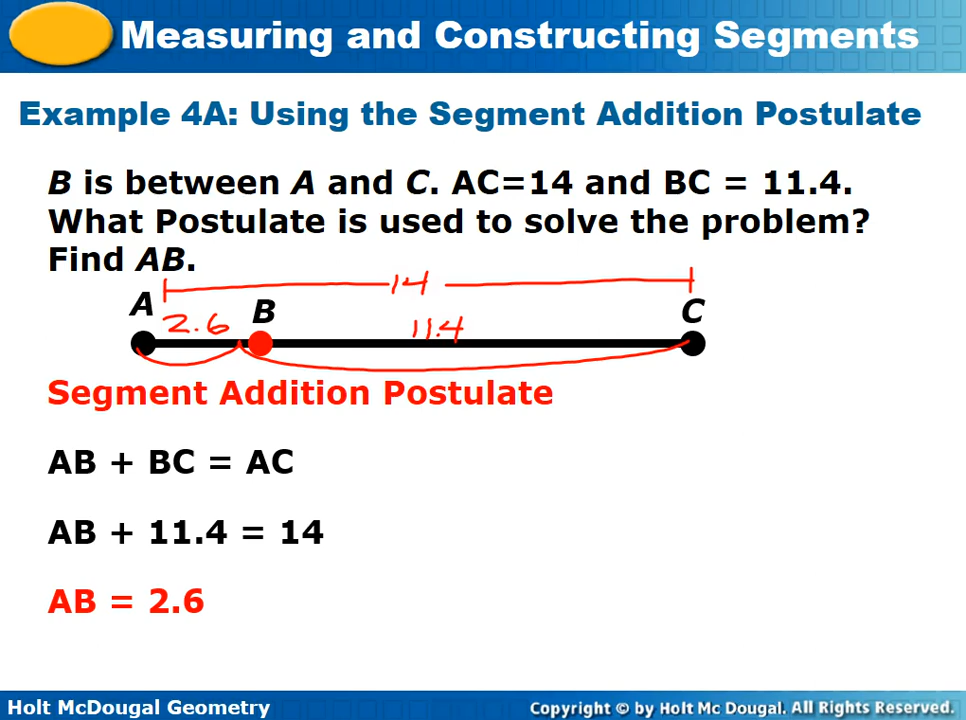 Measuring and Constructing Segments
Example 4A: Using the Segment Addition Postulate
B is between A and C. AC=14 and BC = 11.4.
What Postulate is used to solve the problem?
Find AB.
14
A
B
C
2.6
11.4
Segment Addition Postulate
AB + BC = AC
AB + 11.4 = 14
AB = 2.6
Holt McDougal Geometry
Copyright © by Holt Mc Dougal. All Rights Reserved.